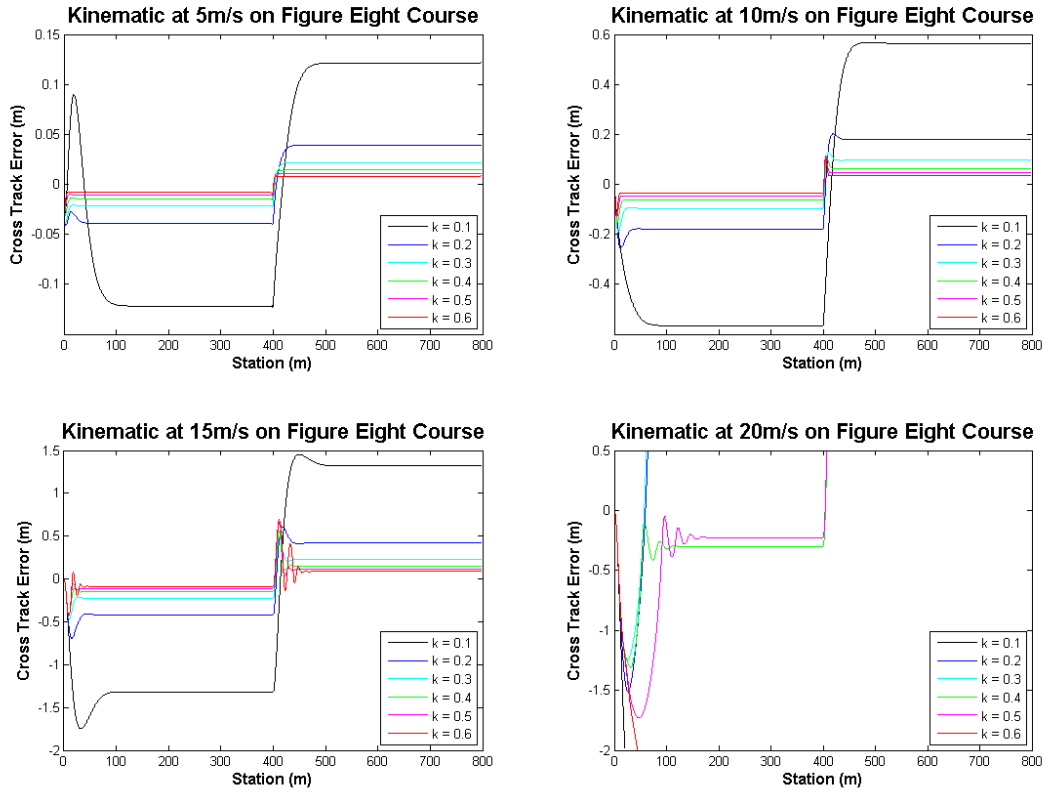 Kinematic at 5m/s on Figure Eight Course
0.15
0.1
0.05
0
-0.05
-0.1
Cross Track Error (m)
0 100 200 300 400 500 600 700 800
Station (m)
k = 0.1
k = 0.2
k = 0.3
k = 0.4
k = 0.5
k = 0.6
Kinematic at 10m/s on Figure Eight Course
0.6
0.4
0.2
0
-0.2
-0.4
Cross Track Error (m)
0 100 200 300 400 500 600 700 800
Station (m)
k = 0.1
k = 0.2
k = 0.3
k = 0.4
k = 0.5
k = 0.6
Kinematic at 15m/s on Figure Eight Course
1.5
1
0.5
0
-0.5
-1
-1.5
-2
Cross Track Error (m)
0 100 200 300 400 500 600 700 800
Station (m)
k = 0.1
k = 0.2
k = 0.3
k = 0.4
k = 0.5
k = 0.6
Kinematic at 20m/s on Figure Eight Course
0.5
0
-0.5
-1
-1.5
-2
Cross Track Error (m)
0 100 200 300 400 500 600 700 800
Station (m)
k = 0.1
k = 0.2
k = 0.3
k = 0.4
k = 0.5
k = 0.6